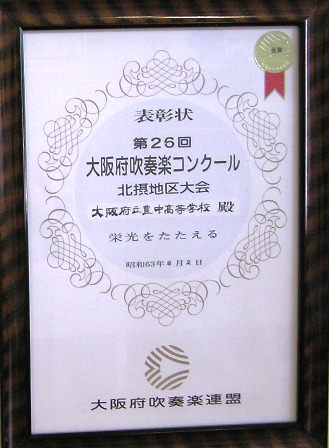 金賞
表彰状
第26回
大阪府吹奏楽コンクール
北摂地区大会
大阪府立豊中高等学校 殿
栄光をたたえる
昭和63年8月2日
大阪府吹奏楽連盟